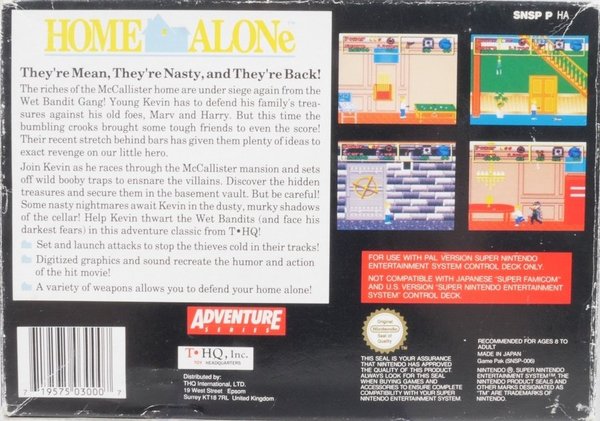 SNSP P HA
HOME ALONe™
They're Mean, They're Nasty, and They're Back!
The riches of the McCallister home are under siege again from the
Wet Bandit Gang! Young Kevin has to defend his family's trea-
sures against his old foes, Marv and Harry. But this time the
bumbling crooks brought some tough friends to even the score!
Their recent stretch behind bars has given them plenty of ideas to
exact revenge on our little hero.
Join Kevin as he races through the McCallister mansion and sets
off wild booby traps to ensnare the villains. Discover the hidden
treasures and secure them in the basement vault. But be careful!
Some nasty nightmares await Kevin in the dusty, murky shadows
of the cellar! Help Kevin thwart the Wet Bandits (and face his
darkest fears) in this adventure classic from T•HQ!
Set and launch attacks to stop the thieves cold in their tracks!
Digitized graphics and sound recreate the humor and action
of the hit movie!
A variety of weapons allows you to defend your home alone!
FOR USE WITH PAL VERSION SUPER NINTENDO
ENTERTAINMENT SYSTEM CONTROL DECK ONLY.
NOT COMPATIBLE WITH JAPANESE "SUPER FAMICOM"
AND U.S. VERSION "SUPER NINTENDO ENTERTAINMENT
SYSTEM" CONTROL DECK.
ADVENTURE
SERIES
T•HQ, Inc.
TOY HEADQUARTERS
Distributed by:
THQ International, LTD.
19 West Street Epsom
Surrey KT18 7RL United Kingdom
7 19575 03000 7
Original
Nintendo
Seal of
Quality
THIS SEAL IS YOUR ASSURANCE
THAT NINTENDO HAS APPROVED
THE QUALITY OF THIS PRODUCT.
ALWAYS LOOK FOR THIS SEAL
WHEN BUYING GAMES AND
ACCESSORIES TO ENSURE COMPLETE
COMPATIBILITY WITH YOUR SUPER
NINTENDO ENTERTAINMENT SYSTEM.
RECOMMENDED FOR AGES 6 TO
ADULT
MADE IN JAPAN
Game Pak (SNSP-006)
NINTENDO ®, SUPER NINTENDO
ENTERTAINMENT SYSTEM™, THE
NINTENDO PRODUCT SEALS AND
OTHER MARKS DESIGNATED AS
"TM" ARE TRADEMARKS OF
NINTENDO.